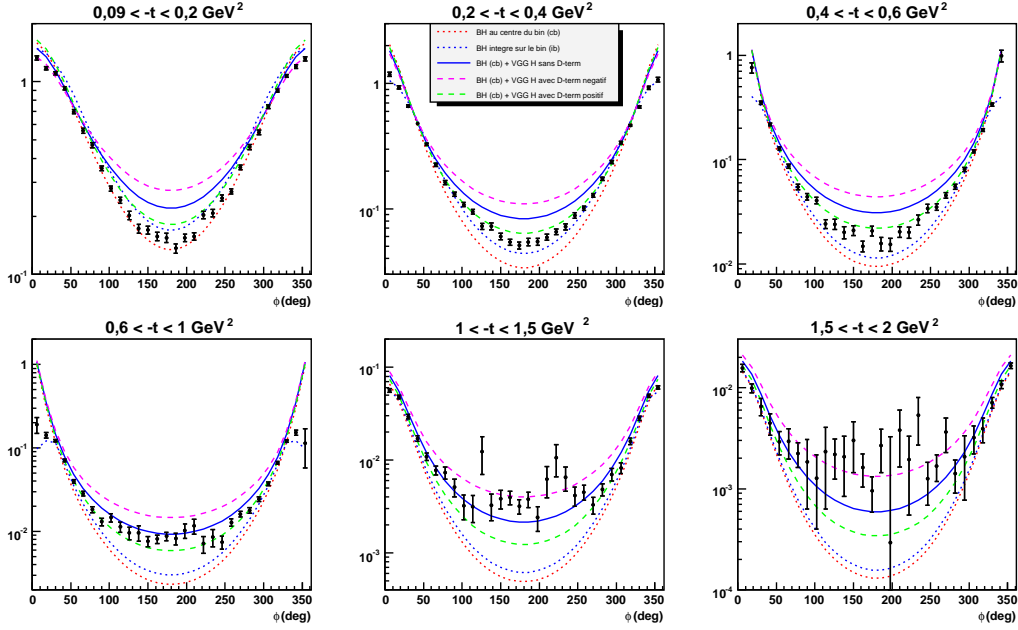 0,09 < -t < 0,2 GeV²
1
10⁻¹
0 50 100 150 200 250 300 350
φ(deg)
0,2 < -t < 0,4 GeV²
BH au centre du bin (cb)
BH integre sur le bin (ib)
BH (cb) + VGG H sans D-term
BH (cb) + VGG H avec D-term negatif
BH (cb) + VGG H avec D-term positif
1
10⁻¹
0 50 100 150 200 250 300 350
φ(deg)
0,4 < -t < 0,6 GeV²
1
10⁻¹
10⁻²
0 50 100 150 200 250 300 350
φ(deg)
0,6 < -t < 1 GeV²
1
10⁻¹
10⁻²
0 50 100 150 200 250 300 350
φ(deg)
1 < -t < 1,5 GeV ²
10⁻¹
10⁻²
10⁻³
0 50 100 150 200 250 300 350
φ(deg)
1,5 < -t < 2 GeV²
10⁻²
10⁻³
10⁻⁴
0 50 100 150 200 250 300 350
φ(deg)